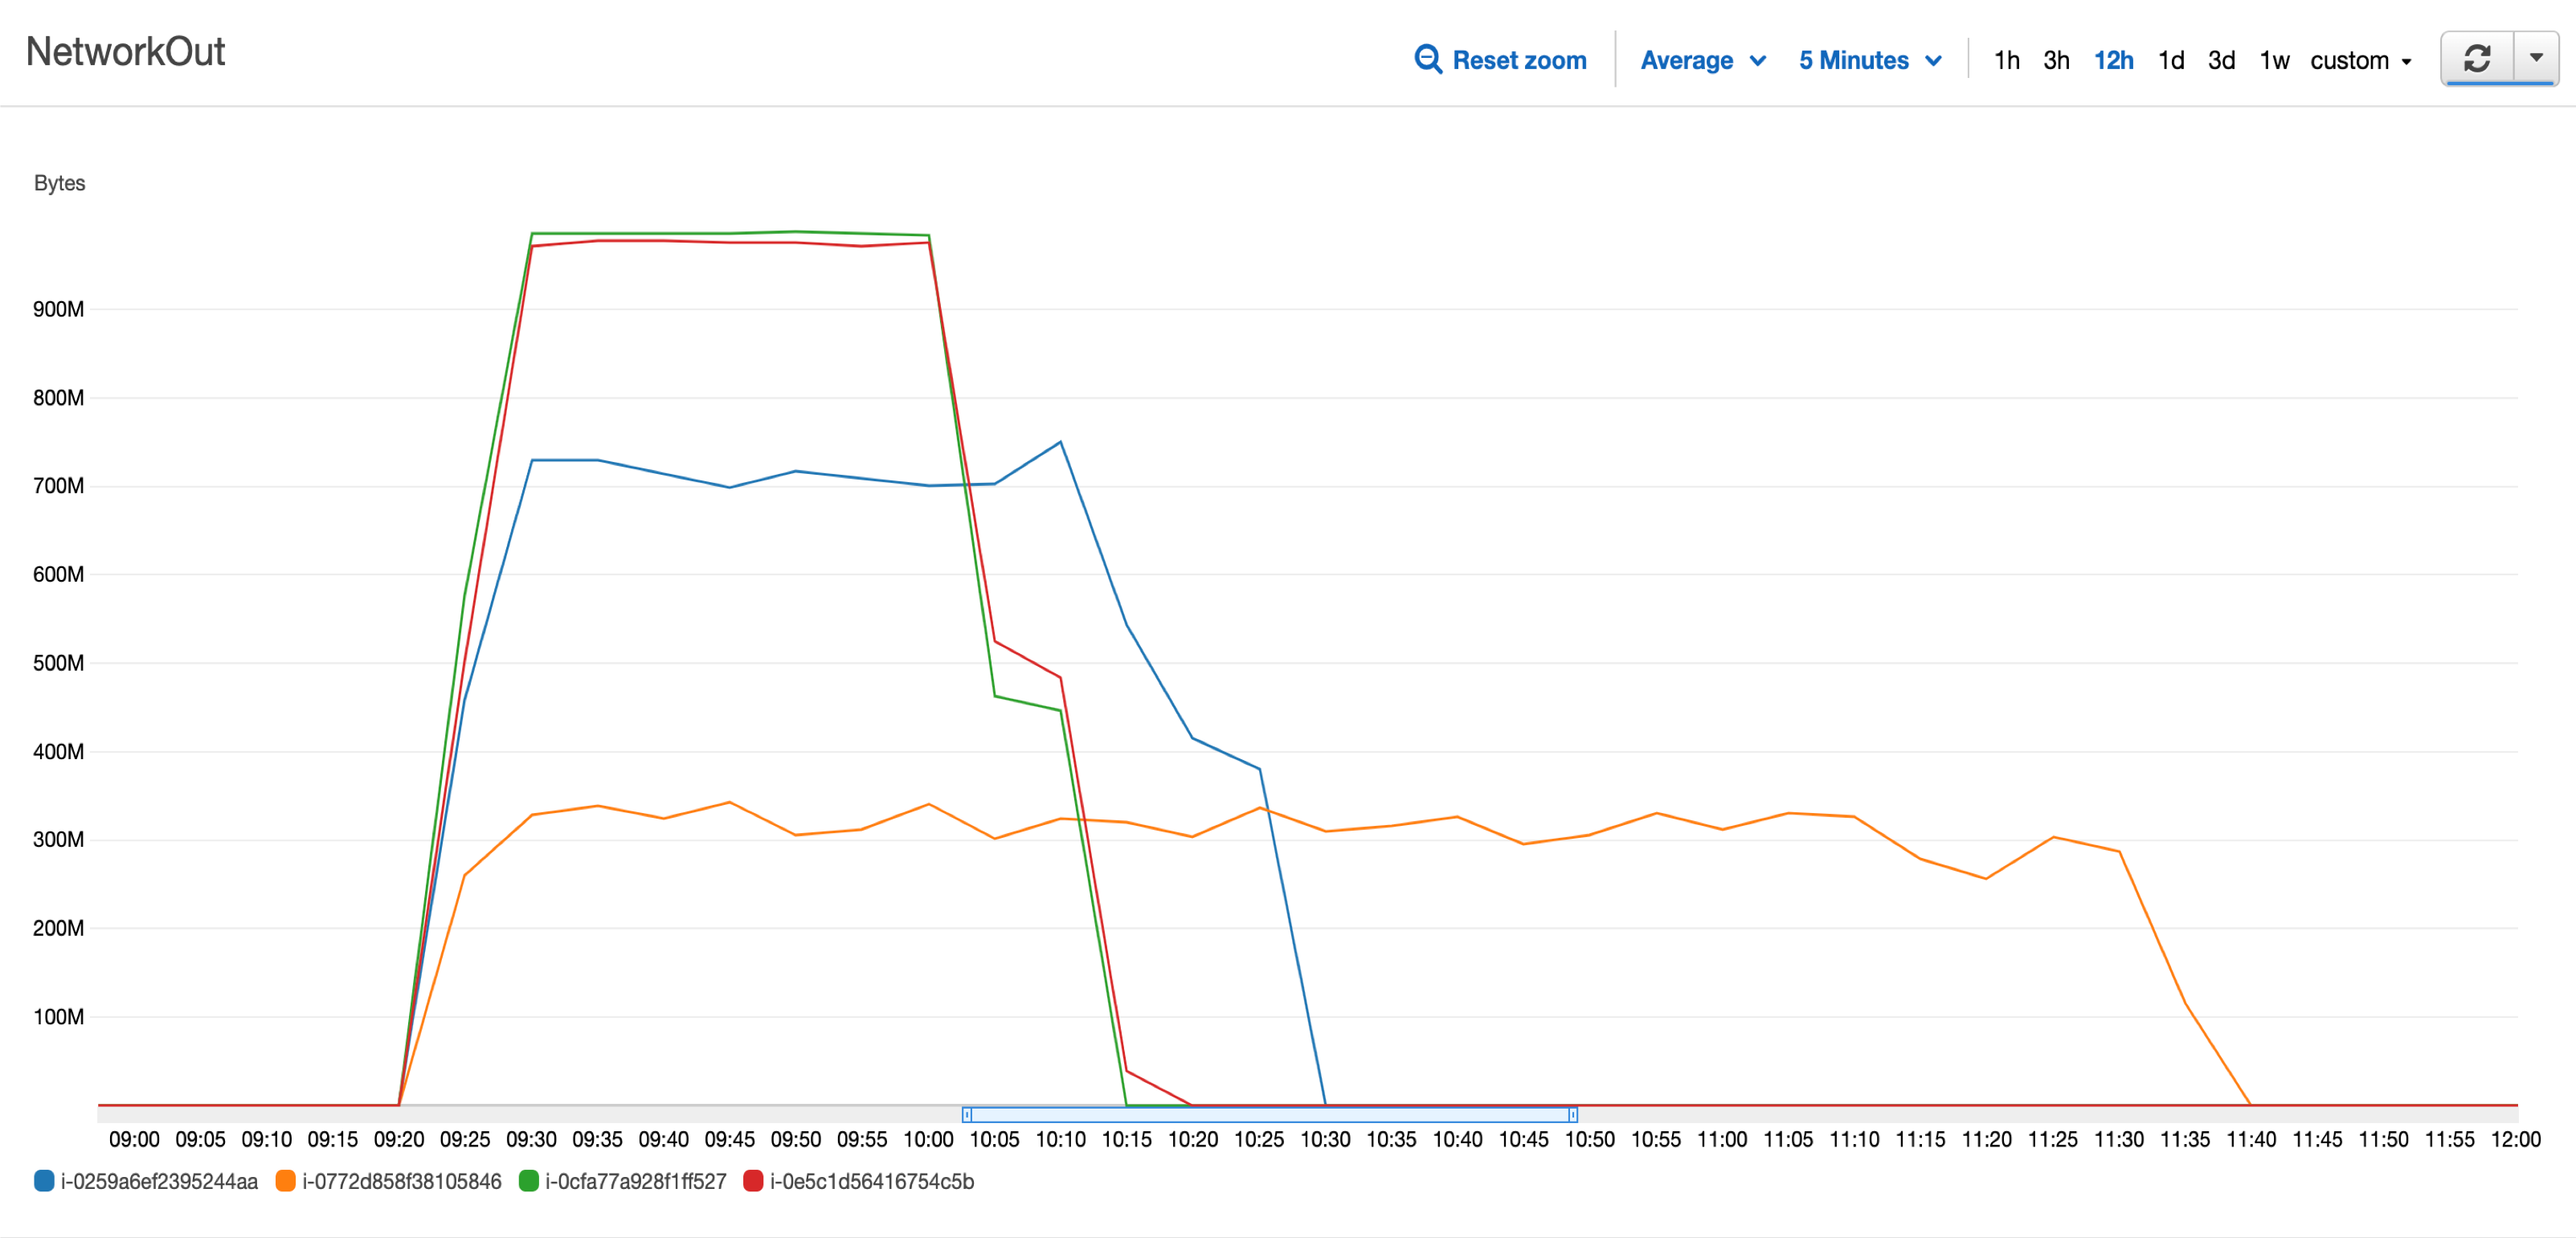 NetworkOut
Reset zoom Average 5 Minutes 1h 3h 12h 1d 3d 1w custom
Bytes
900M
800M
700M
600M
500M
400M
300M
200M
100M
09:00 09:05 09:10 09:15 09:20 09:25 09:30 09:35 09:40 09:45 09:50 09:55 10:00 10:05 10:10 10:15 10:20 10:25 10:30 10:35 10:40 10:45 10:50 10:55 11:00 11:05 11:10 11:15 11:20 11:25 11:30 11:35 11:40 11:45 11:50 11:55 12:00
i-0259a6ef2395244aa i-0772d858f38105846 i-0cfa77a928f1ff527 i-0e5c1d56416754c5b